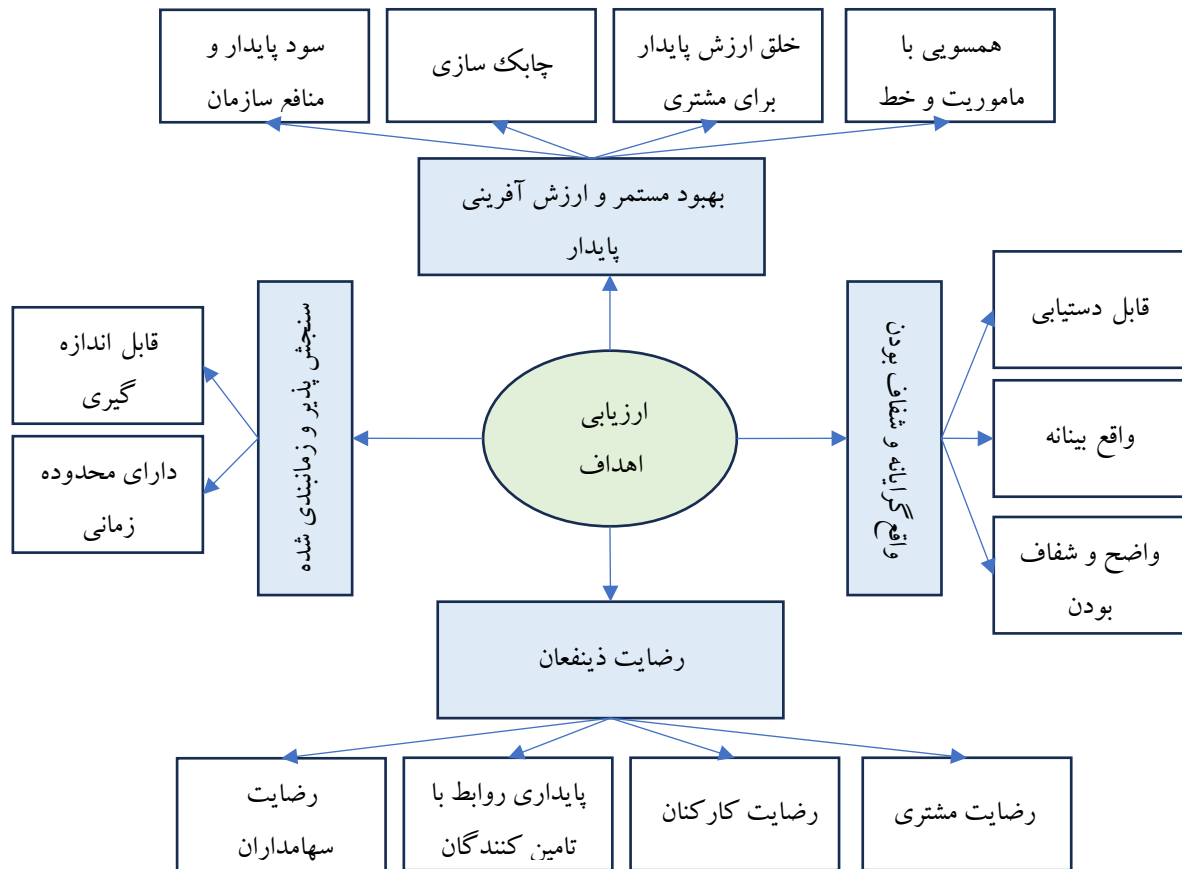 همسویی با
ماموریت و خط
خلق ارزش پایدار
برای مشتری
چابک سازی
سود پایدار و
منافع سازمان
بهبود مستمر و ارزش آفرینی
پایدار
قابل دستیابی
واقع بینانه
واضح و شفاف
بودن
واقع گرایانه و شفاف بودن
ارزیابی
اهداف
سنجش پذیر و زمانبندی شده
قابل اندازه
گیری
دارای محدوده
زمانی
رضایت ذینفعان
رضایت مشتری
رضایت کارکنان
پایداری روابط با
تامین کنندگان
رضایت
سهامداران